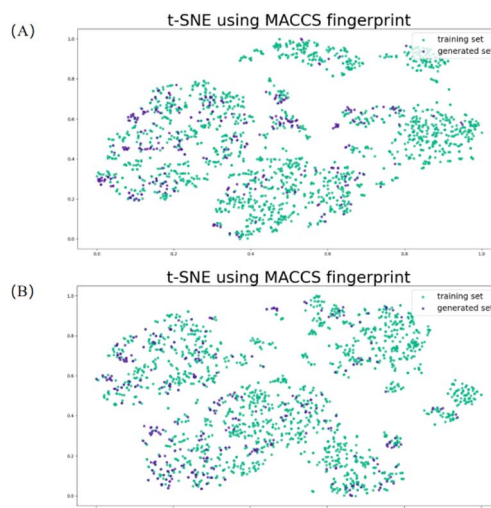 (A)
t-SNE using MACCS fingerprint
training set
generated set
1.0
0.8
0.6
0.4
0.2
0.0
0.0 0.2 0.4 0.6 0.8 1.0
(B)
t-SNE using MACCS fingerprint
training set
generated set
1.0
0.8
0.6
0.4
0.2
0.0